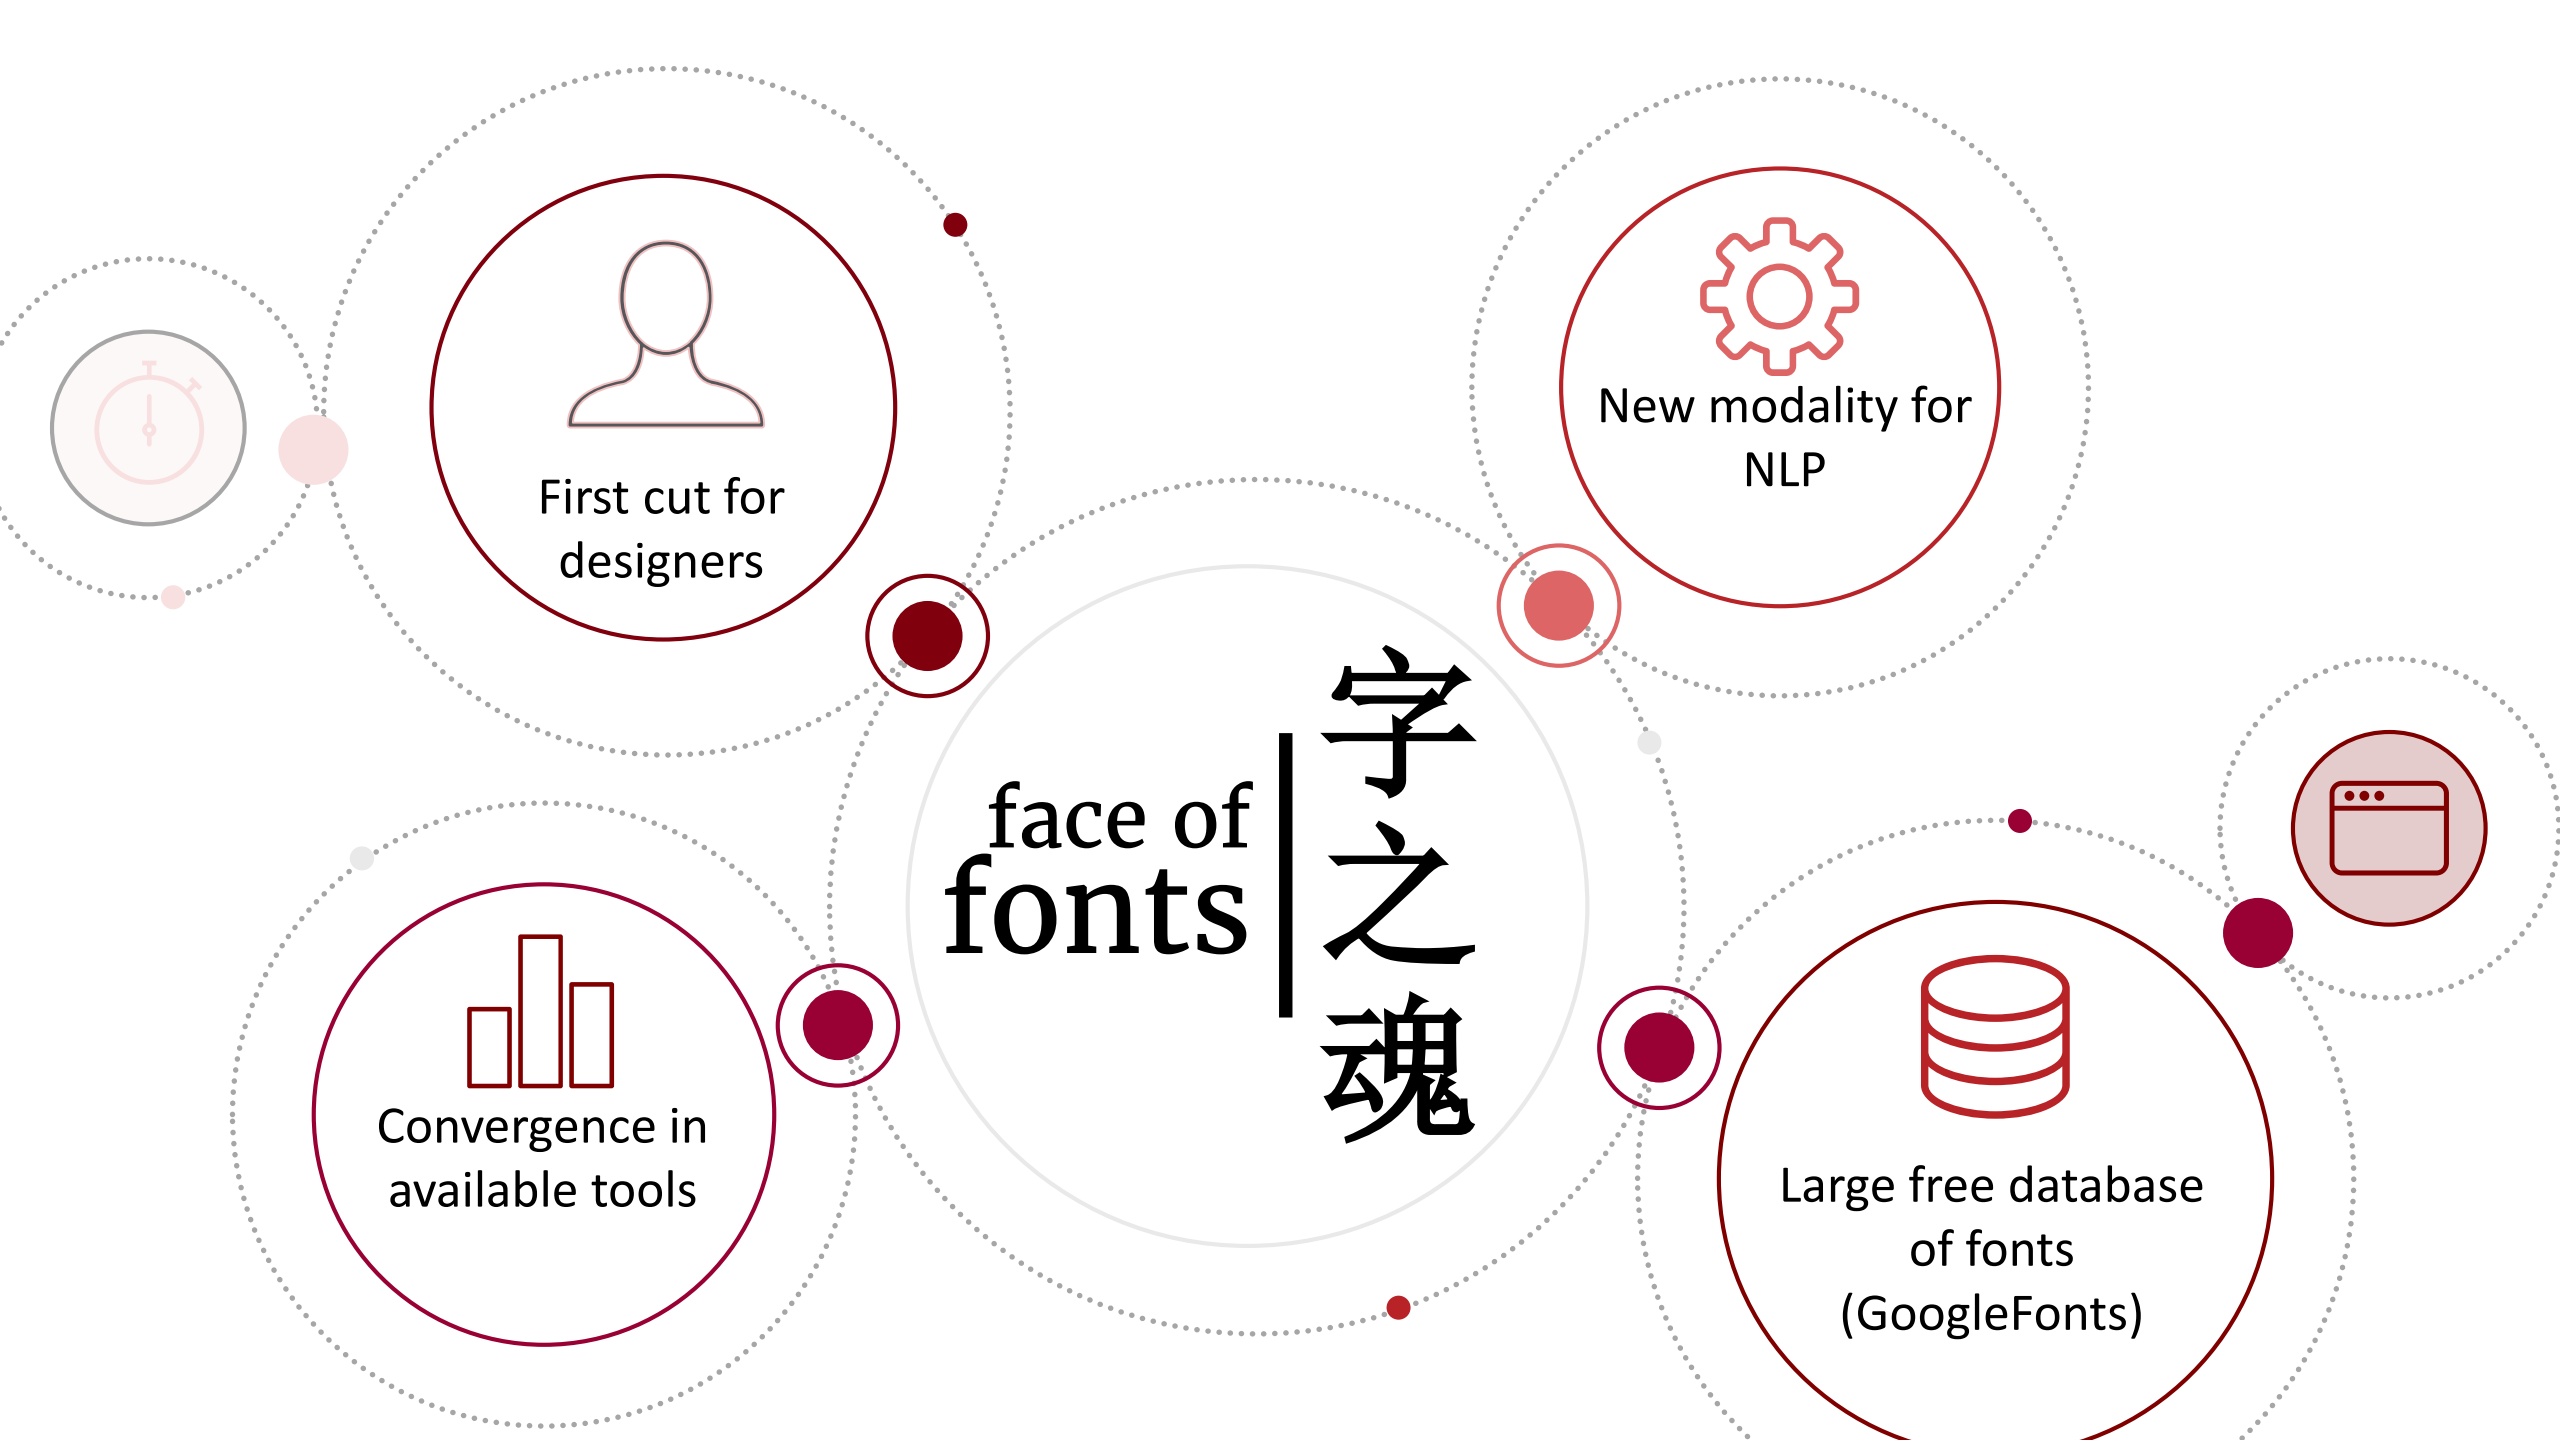 First cut for
designers
New modality for
NLP
face of
fonts
字之魂
Convergence in
available tools
Large free database
of fonts
(GoogleFonts)